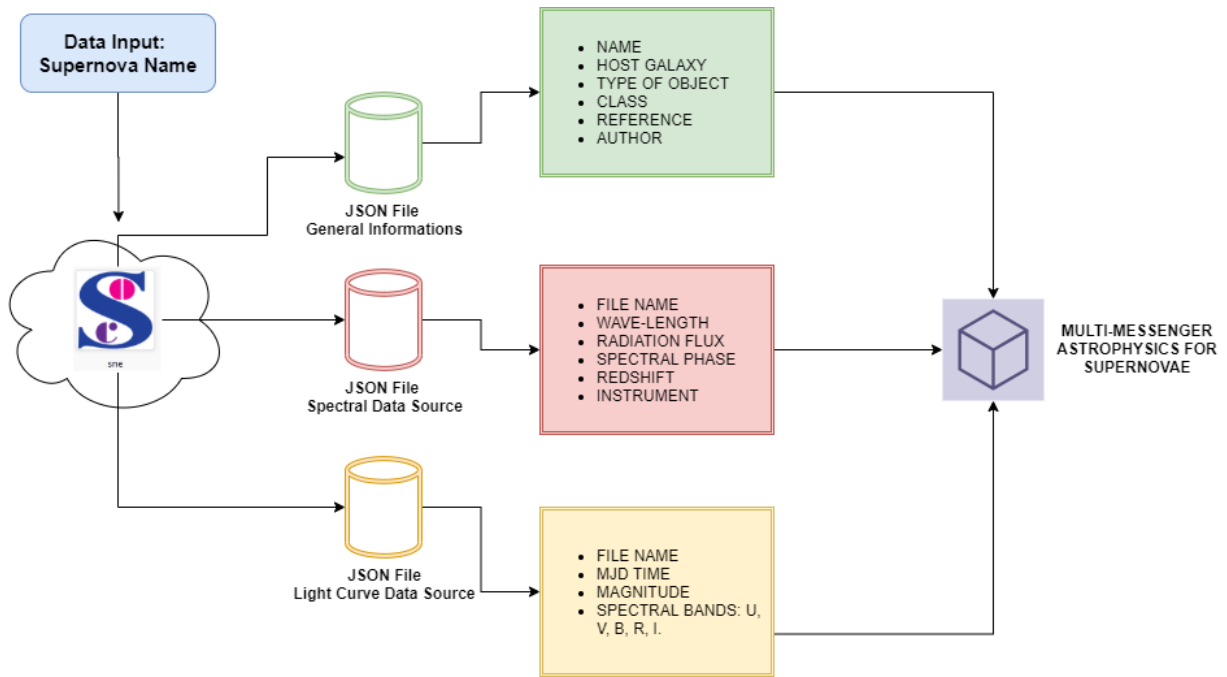 Data Input:
Supernova Name
NAME
HOST GALAXY
TYPE OF OBJECT
CLASS
REFERENCE
AUTHOR
JSON File
General Informations
S o c
sne
FILE NAME
WAVE-LENGTH
RADIATION FLUX
SPECTRAL PHASE
REDSHIFT
INSTRUMENT
JSON File
Spectral Data Source
MULTI-MESSENGER
ASTROPHYSICS FOR
SUPERNOVAE
JSON File
Light Curve Data Source
FILE NAME
MJD TIME
MAGNITUDE
SPECTRAL BANDS: U,
V, B, R, I.